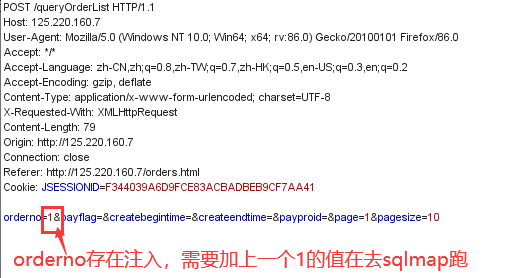 POST /queryOrderList HTTP/1.1
Host: 125.220.160.7
User-Agent: Mozilla/5.0 (Windows NT 10.0; Win64; x64; rv:86.0) Gecko/20100101 Firefox/86.0
Accept: */*
Accept-Language: zh-CN,zh;q=0.8,zh-TW;q=0.7,zh-HK;q=0.5,en-US;q=0.3,en;q=0.2
Accept-Encoding: gzip, deflate
Content-Type: application/x-www-form-urlencoded; charset=UTF-8
X-Requested-With: XMLHttpRequest
Content-Length: 79
Origin: http://125.220.160.7
Connection: close
Referer: http://125.220.160.7/orders.html
Cookie: JSESSIONID=F344039A6D9FCE83ACBADBEB9CF7AA41
orderno=1&payflag=&createbegintime=&createendtime=&payproid=&page=1&pagesize=10
orderno存在注入，需要加上一个1的值在去sqlmap跑